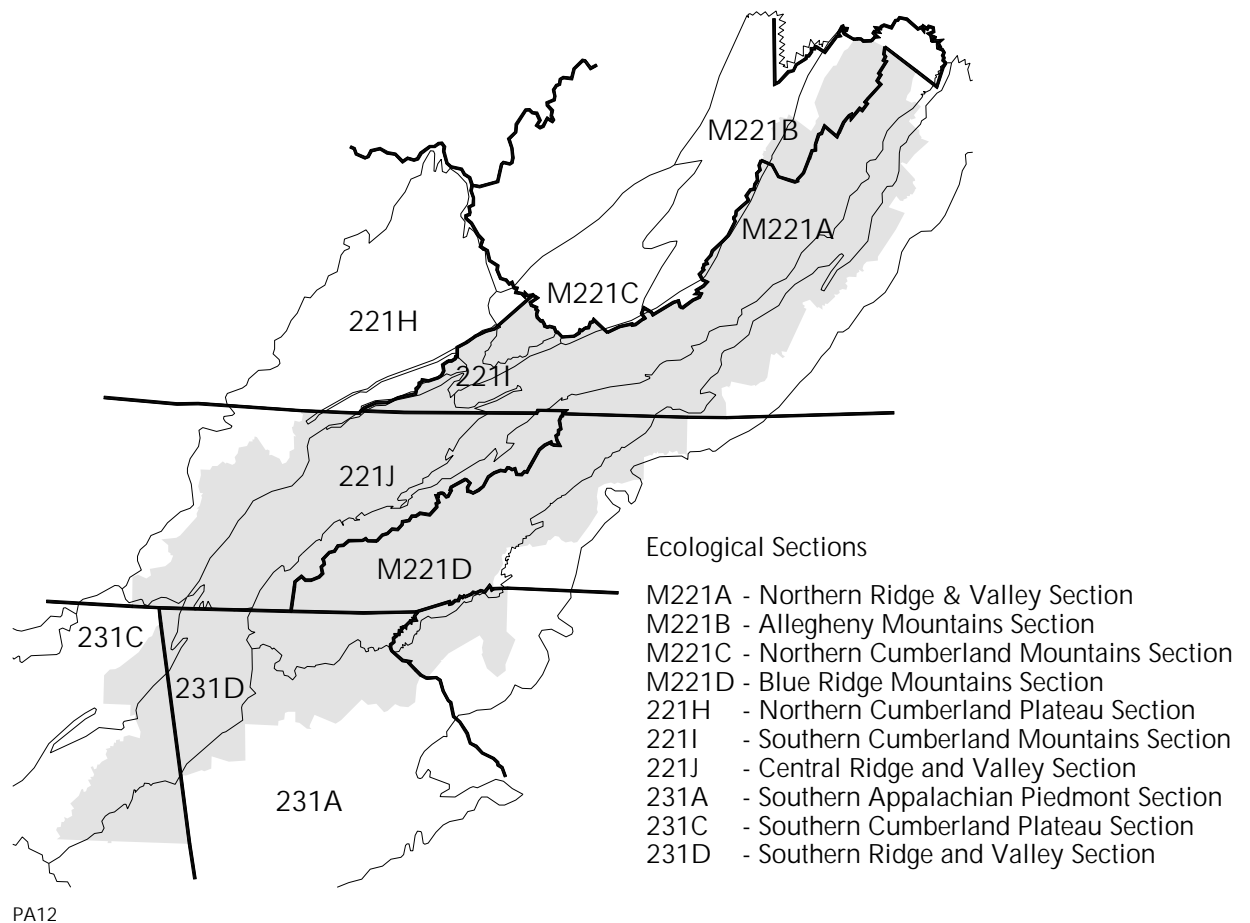 M221B
M221A
M221C
221H
221I
221J
M221D
231C
231D
231A
Ecological Sections
M221A - Northern Ridge & Valley Section
M221B - Allegheny Mountains Section
M221C - Northern Cumberland Mountains Section
M221D - Blue Ridge Mountains Section
221H - Northern Cumberland Plateau Section
221I - Southern Cumberland Mountains Section
221J - Central Ridge and Valley Section
231A - Southern Appalachian Piedmont Section
231C - Southern Cumberland Plateau Section
231D - Southern Ridge and Valley Section
PA12